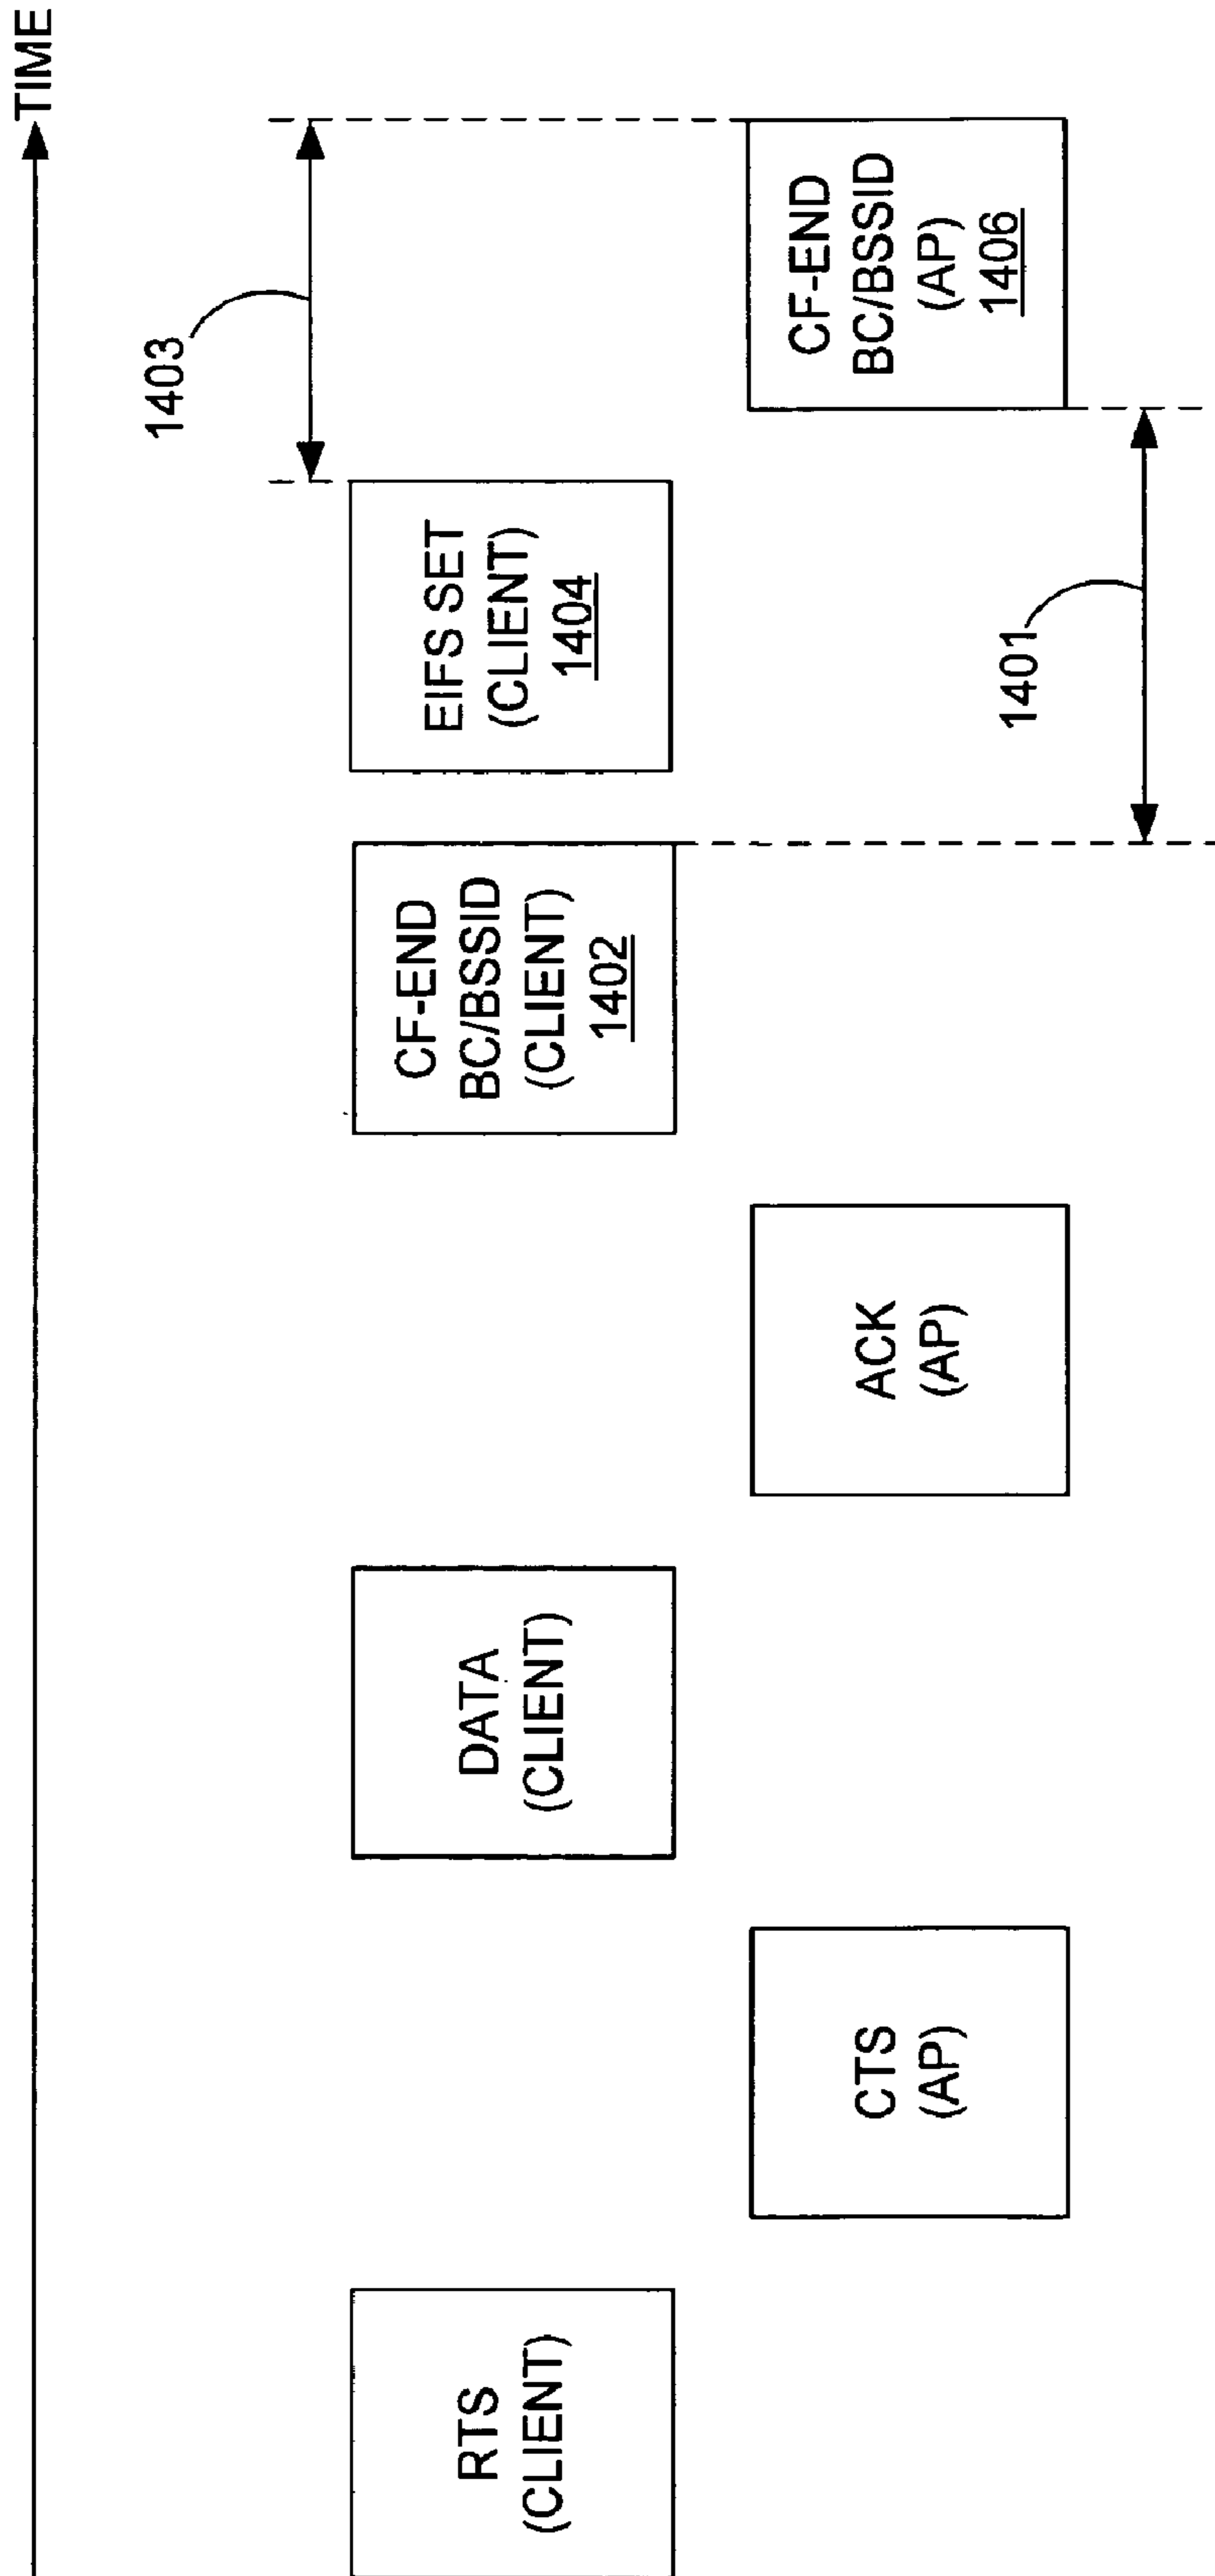 TIME
1403
RTS
(CLIENT)
DATA
(CLIENT)
CF-END
BC/BSSID
(CLIENT)
1402
EIFS SET
(CLIENT)
1404
CTS
(AP)
ACK
(AP)
CF-END
BC/BSSID
(AP)
1406
1401